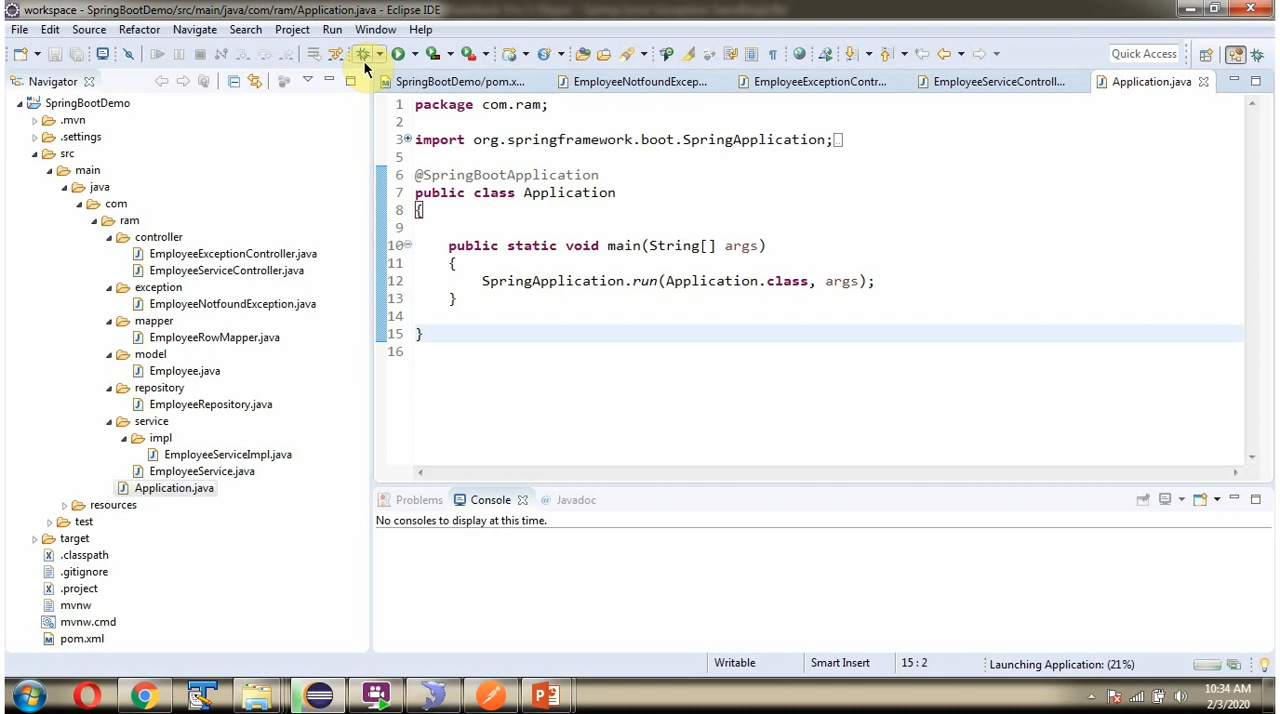 workspace - SpringBootDemo/src/main/java/com/ram/Application.java - Eclipse IDE
File Edit Source Refactor Navigate Search Project Run Window Help
Quick Access
Navigator
SpringBootDemo/pom.x...
EmployeeNotfoundExcep...
EmployeeExceptionContr...
EmployeeServiceControll...
Application.java
SpringBootDemo
.mvn
.settings
src
main
java
com
ram
controller
EmployeeExceptionController.java
EmployeeServiceController.java
exception
EmployeeNotfoundException.java
mapper
EmployeeRowMapper.java
model
Employee.java
repository
EmployeeRepository.java
service
impl
EmployeeServiceImpl.java
EmployeeService.java
Application.java
resources
test
target
.classpath
.gitignore
.project
mvnw
mvnw.cmd
pom.xml
1 package com.ram;
2
3 import org.springframework.boot.SpringApplication;
5
6 @SpringBootApplication
7 public class Application
8 {
9
10 public static void main(String[] args)
11 {
12 SpringApplication.run(Application.class, args);
13 }
14
15 }
16
Problems Console Javadoc
No consoles to display at this time.
Writable Smart Insert 15 : 2 Launching Application: (21%)
10:34 AM
2/3/2020